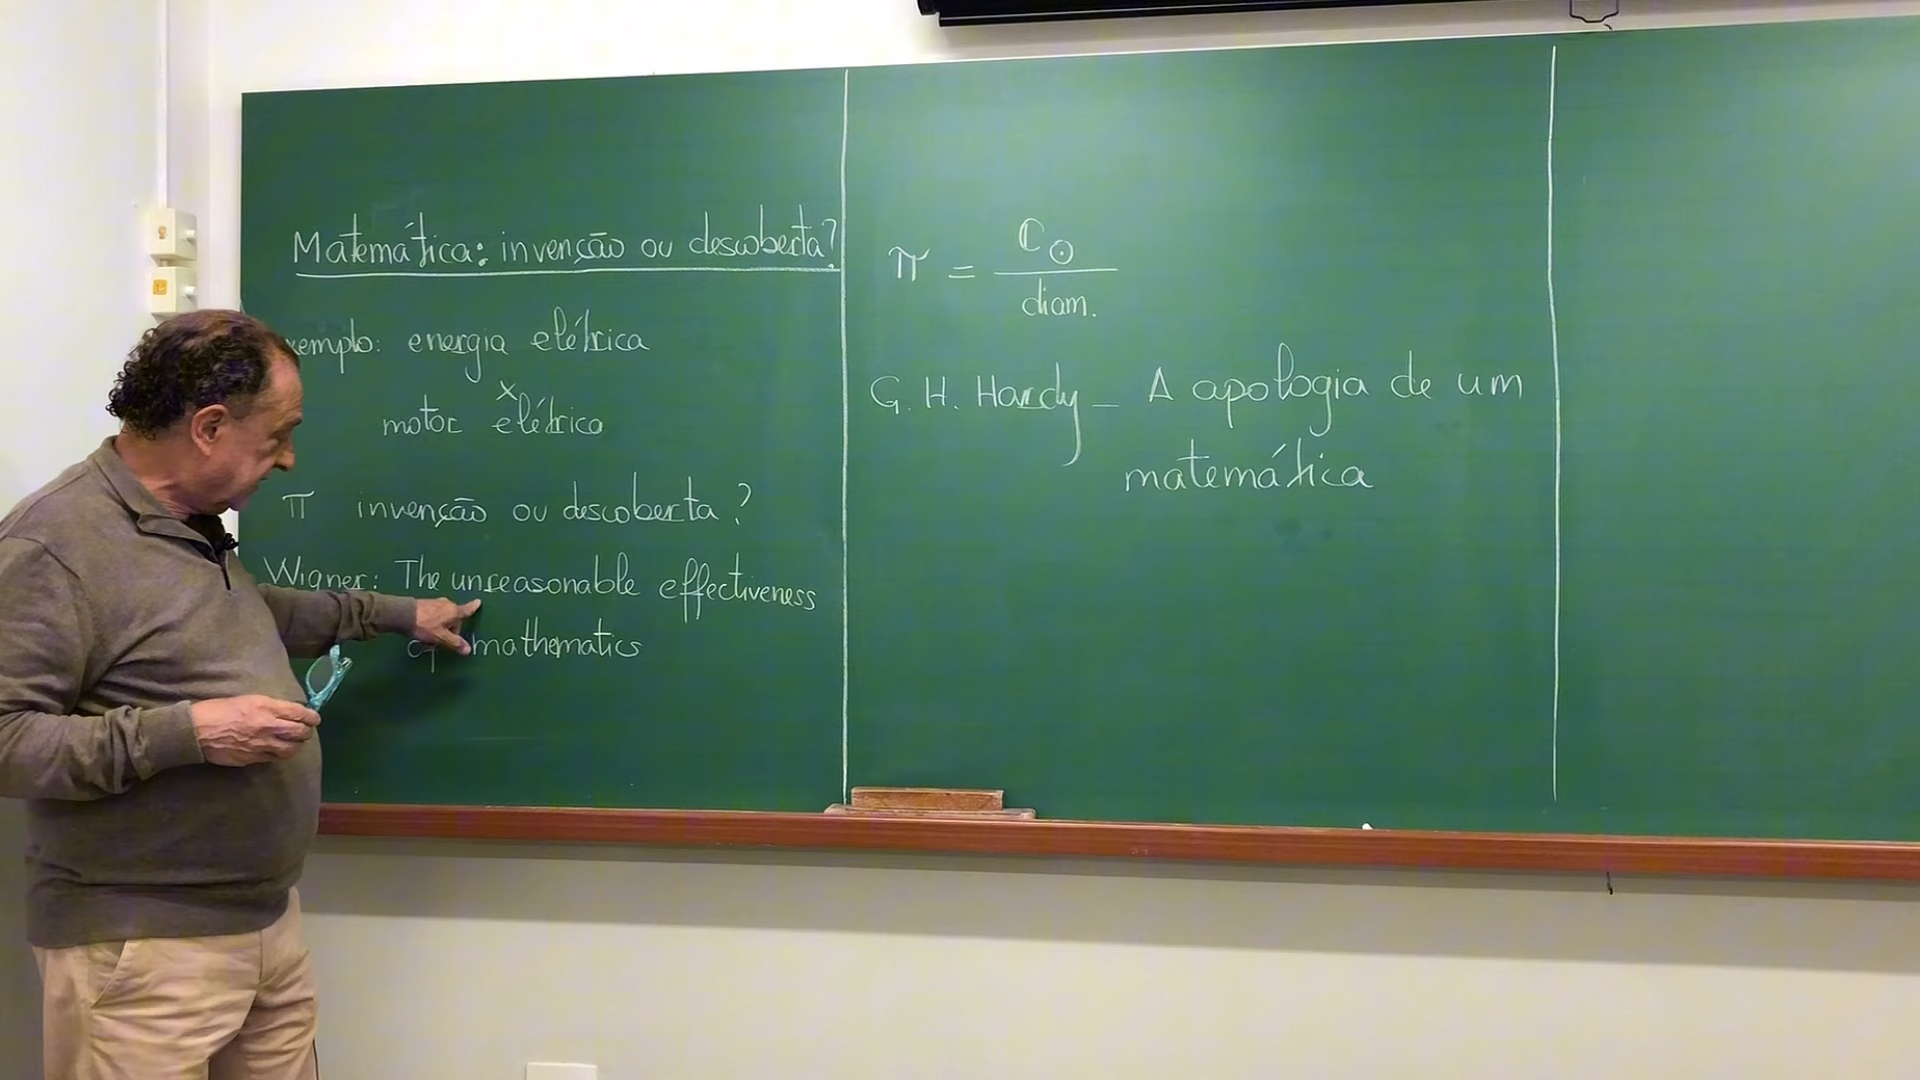 Matemática: invenção ou descoberta?
xemplo: energia elétrica
x
motor elétrico
π invenção ou descoberta?
Wigner: The unreasonable effectiveness
of mathematics
π = C⊙ / diam.
G. H. Hardy – A apologia de um
matemática